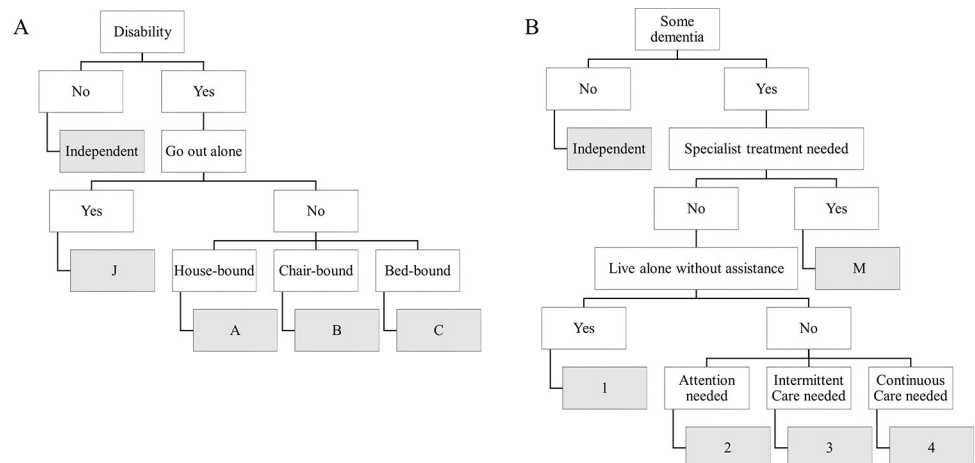 A
Disability
No
Yes
Independent
Go out alone
Yes
No
J
House-bound
Chair-bound
Bed-bound
A
B
C
B
Some
dementia
No
Yes
Independent
Specialist treatment needed
No
Yes
Live alone without assistance
M
Yes
No
1
Attention
needed
Intermittent
Care needed
Continuous
Care needed
2
3
4